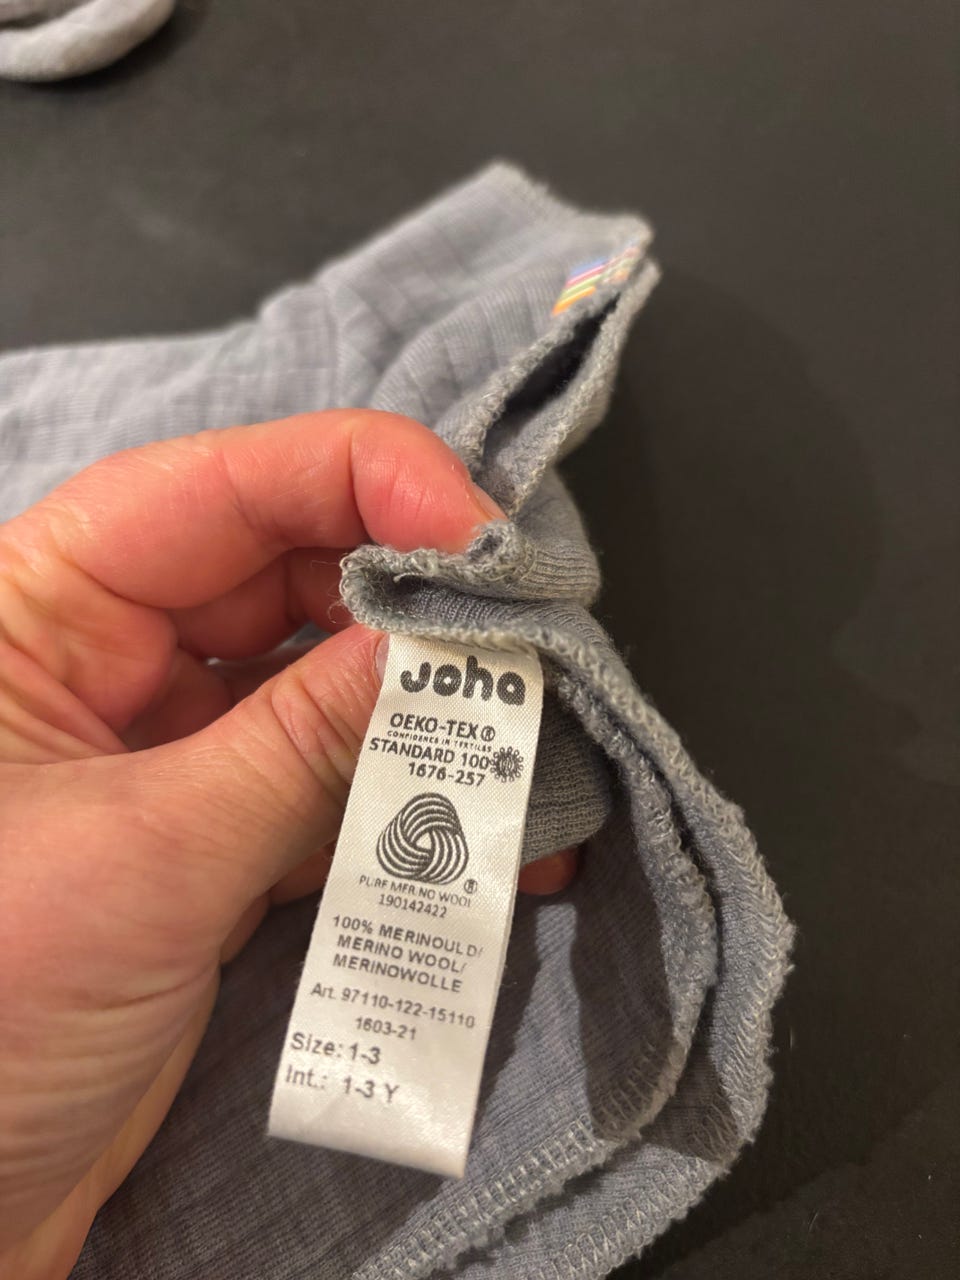 Joha
OEKO-TEX®
CONFIDENCE IN TEXTILES
STANDARD 100
1676-257
PURE MERINO WOOL
®
190142422
100% MERINOULD/
MERINO WOOL/
MERINOWOLLE
Art. 97110-122-15110
1603-21
Size: 1-3
Int.: 1-3 Y